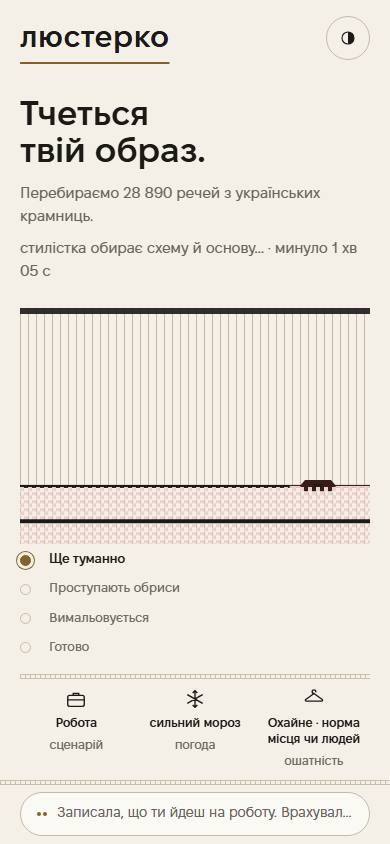 люстерко
Тчеться
твій образ.
Перебираємо 28 890 речей з українських
крамниць.
стилістка обирає схему й основу... · минуло 1 хв
05 с
Ще туманно
Проступають обриси
Вимальовується
Готово
Робота
сценарій
сильний мороз
погода
Охайне · норма
місця чи людей
ошатність
Записала, що ти йдеш на роботу. Врахувал...